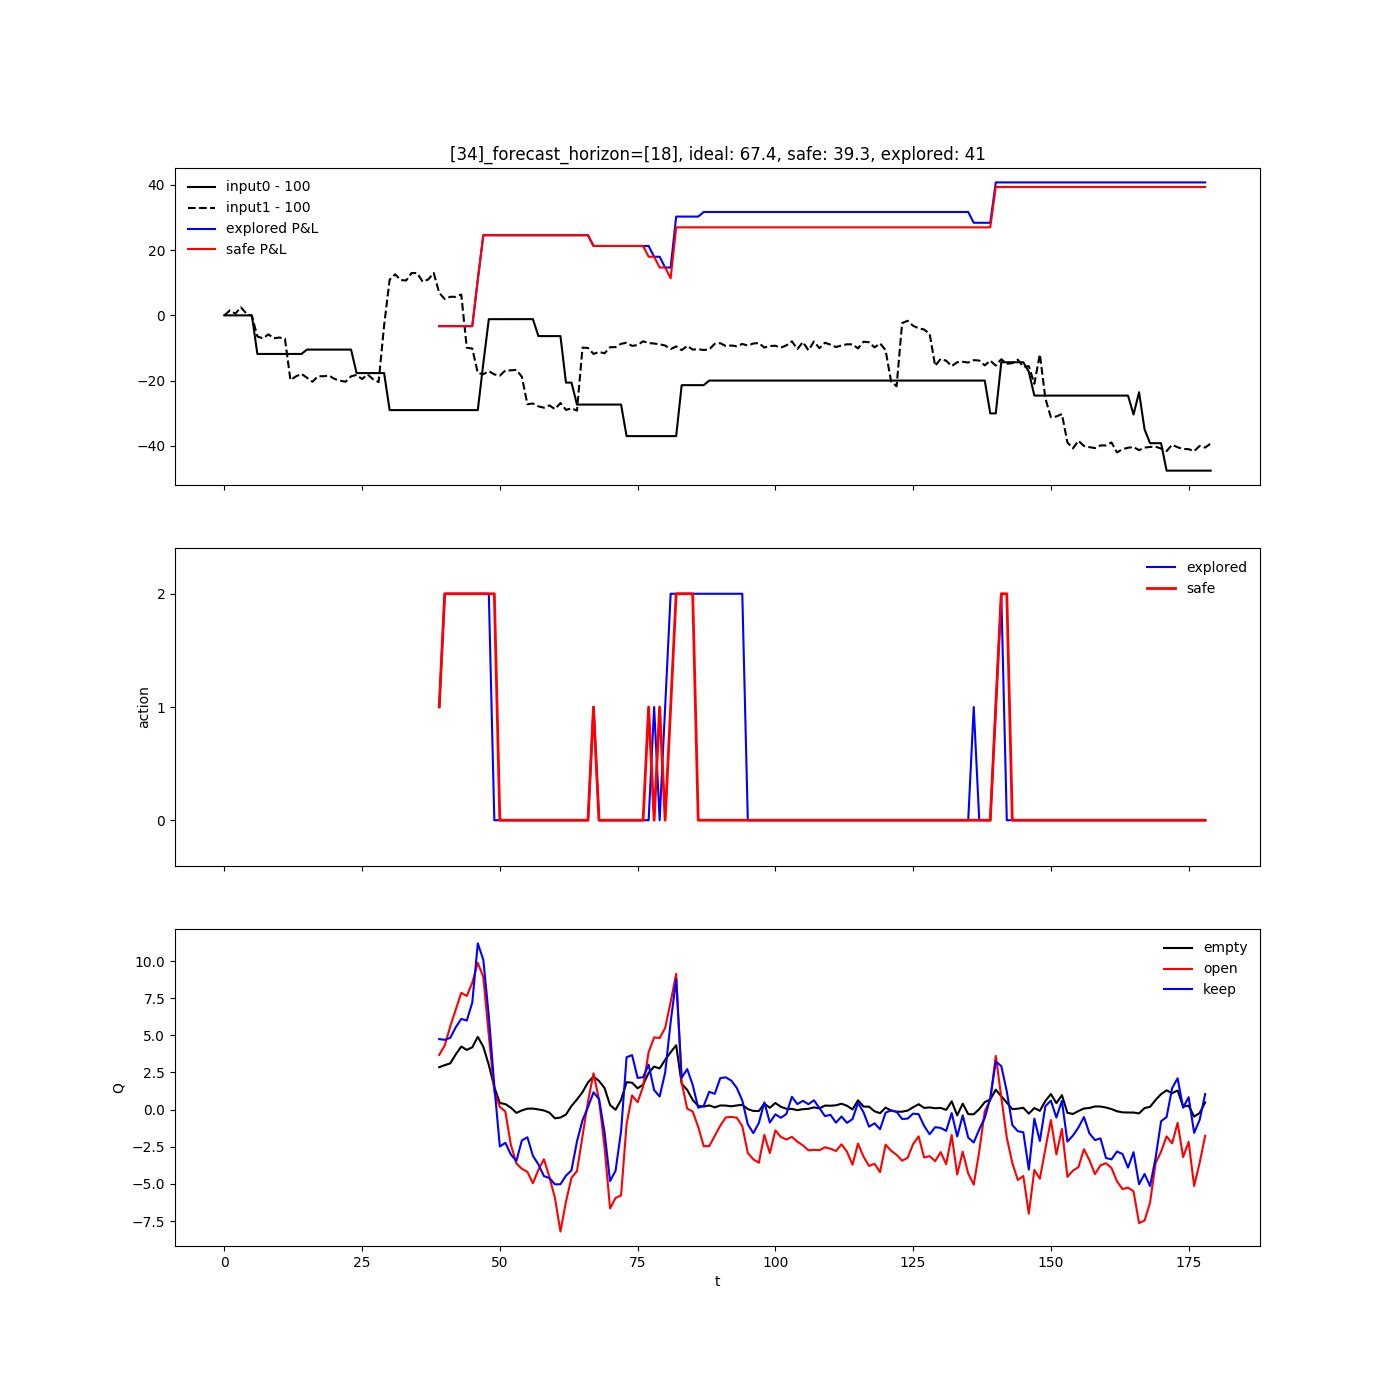 [34]_forecast_horizon=[18], ideal: 67.4, safe: 39.3, explored: 41
input0 - 100
input1 - 100
explored P&L
safe P&L
40
20
0
−20
−40
explored
safe
2
1
0
action
empty
open
keep
10.0
7.5
5.0
2.5
0.0
−2.5
−5.0
−7.5
Q
0 25 50 75 100 125 150 175
t